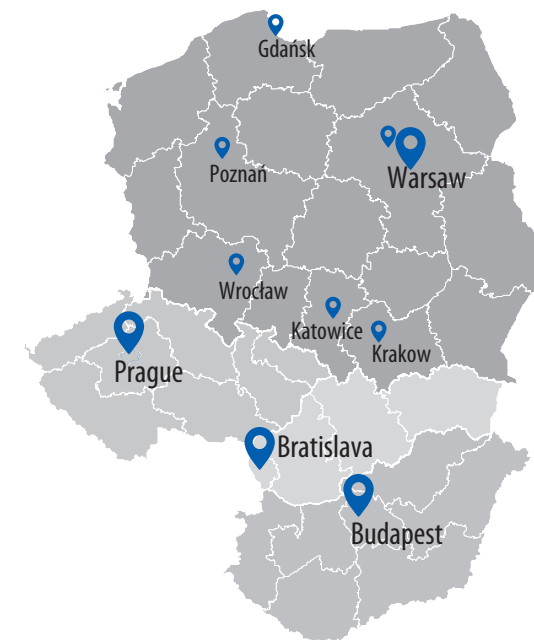 Gdańsk
Poznań
Warsaw
Wrocław
Katowice
Krakow
Prague
Bratislava
Budapest